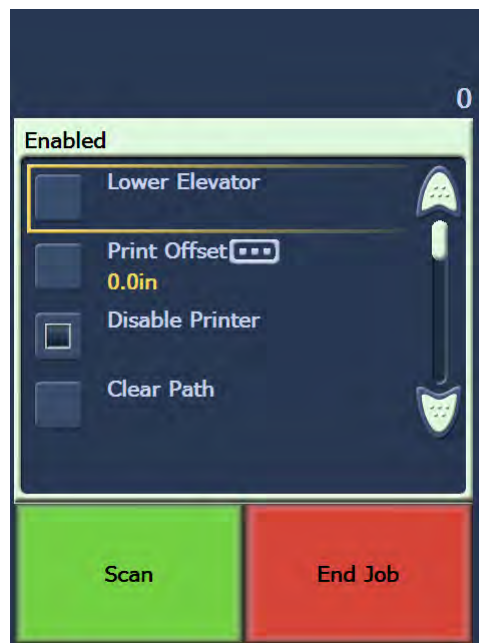 0
Enabled
Lower Elevator
Print Offset
0.0in
Disable Printer
Clear Path
Scan
End Job